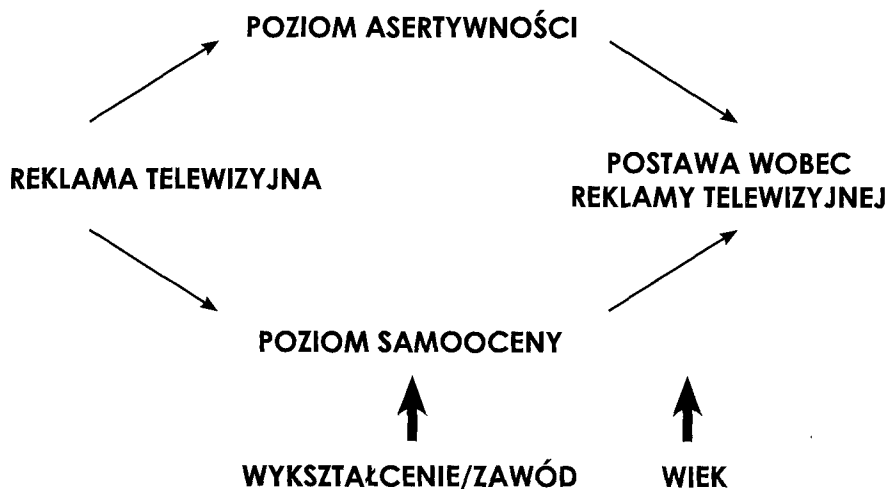 POZIOM ASERTYWNOŚCI
REKLAMA TELEWIZYJNA
POSTAWA WOBEC
REKLAMY TELEWIZYJNEJ
POZIOM SAMOOCENY
WYKSZTAŁCENIE/ZAWÓD
WIEK